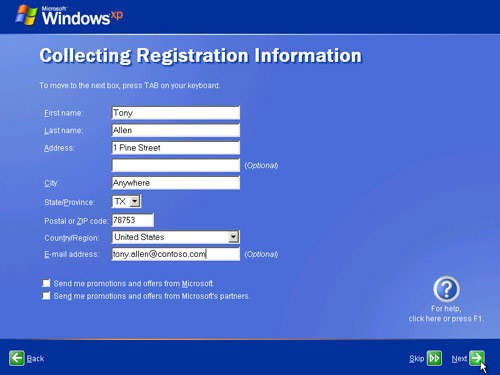 Microsoft
Windows xp
Collecting Registration Information
To move to the next box, press TAB on your keyboard.
First name: Tony
Last name: Allen
Address: 1 Pine Street
(Optional)
City: Anywhere
State/Province: TX
Postal or ZIP code: 78753
Country/Region: United States
E-mail address: tony.allen@contoso.com (Optional)
Send me promotions and offers from Microsoft.
Send me promotions and offers from Microsoft's partners.
?
For help,
click here or press F1.
Back Skip Next